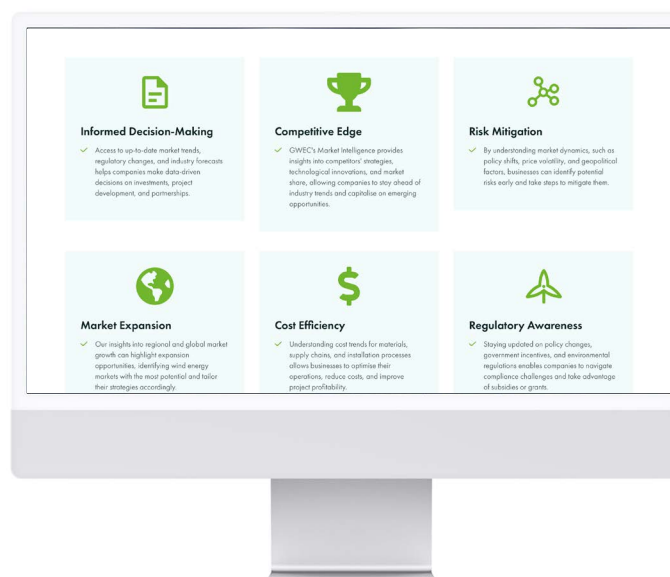 Informed Decision-Making
Access to up-to-date market trends,
regulatory changes, and industry forecasts
helps companies make data-driven
decisions on investments, project
development, and partnerships.
Competitive Edge
GWEC's Market Intelligence provides
insights into competitors' strategies,
technological innovations, and market
share, allowing companies to stay ahead of
industry trends and capitalise on emerging
opportunities.
Risk Mitigation
By understanding market dynamics, such as
policy shifts, price volatility, and geopolitical
factors, businesses can identify potential
risks early and take steps to mitigate them.
Market Expansion
Our insights into regional and global market
growth can highlight expansion
opportunities, identifying wind energy
markets with the most potential and tailor
their strategies accordingly.
Cost Efficiency
Understanding cost trends for materials,
supply chains, and installation processes
allows businesses to optimise their
operations, reduce costs, and improve
project profitability.
Regulatory Awareness
Staying updated on policy changes,
government incentives, and environmental
regulations enables companies to navigate
compliance challenges and take advantage
of subsidies or grants.